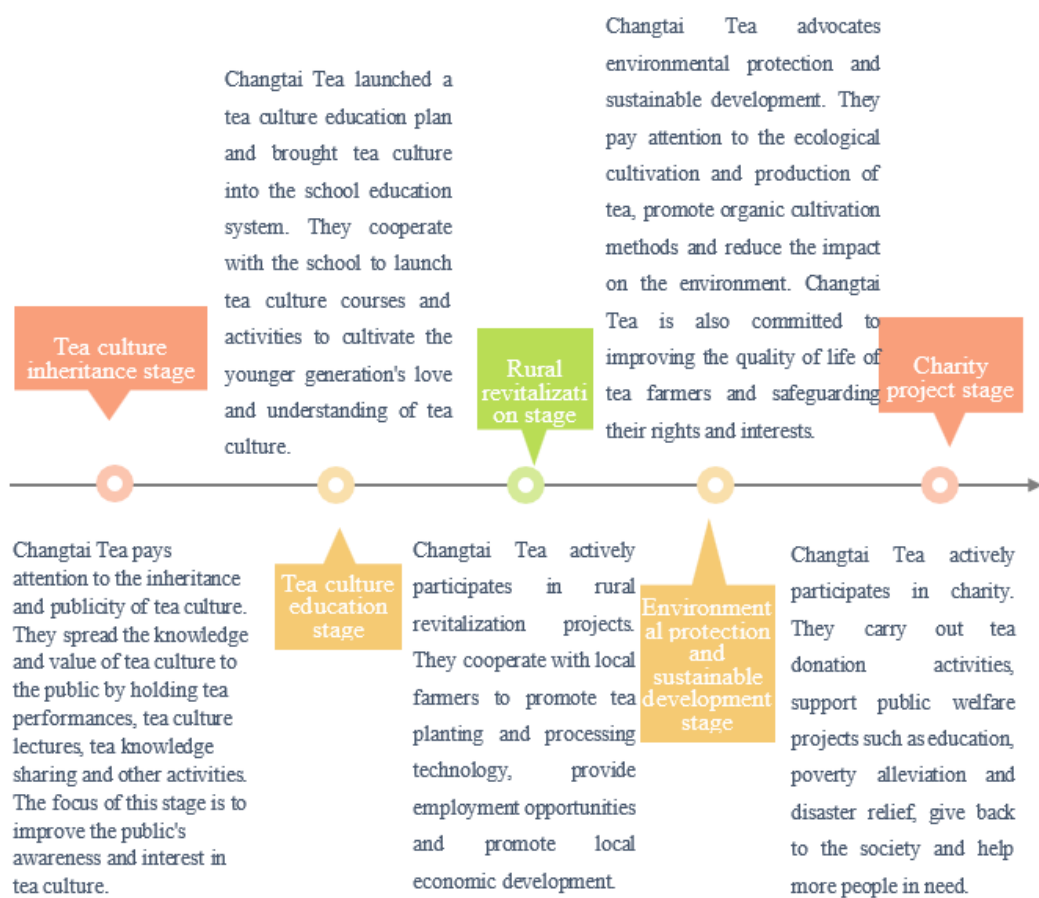 Tea culture
inheritance stage
Changtai Tea pays
attention to the inheritance
and publicity of tea culture.
They spread the knowledge
and value of tea culture to
the public by holding tea
performances, tea culture
lectures, tea knowledge
sharing and other activities.
The focus of this stage is to
improve the public's
awareness and interest in
tea culture.
Changtai Tea launched a
tea culture education plan
and brought tea culture
into the school education
system. They cooperate
with the school to launch
tea culture courses and
activities to cultivate the
younger generation's love
and understanding of tea
culture.
Tea culture
education
stage
Rural
revitalizati
on stage
Changtai Tea actively
participates in rural
revitalization projects.
They cooperate with local
farmers to promote tea
planting and processing
technology, provide
employment opportunities
and promote local
economic development.
Changtai Tea advocates
environmental protection and
sustainable development. They
pay attention to the ecological
cultivation and production of
tea, promote organic cultivation
methods and reduce the impact
on the environment. Changtai
Tea is also committed to
improving the quality of life of
tea farmers and safeguarding
their rights and interests.
Environment
al protection
and
sustainable
development
stage
Charity
project stage
Changtai Tea actively
participates in charity.
They carry out tea
donation activities,
support public welfare
projects such as education,
poverty alleviation and
disaster relief, give back
to the society and help
more people in need.